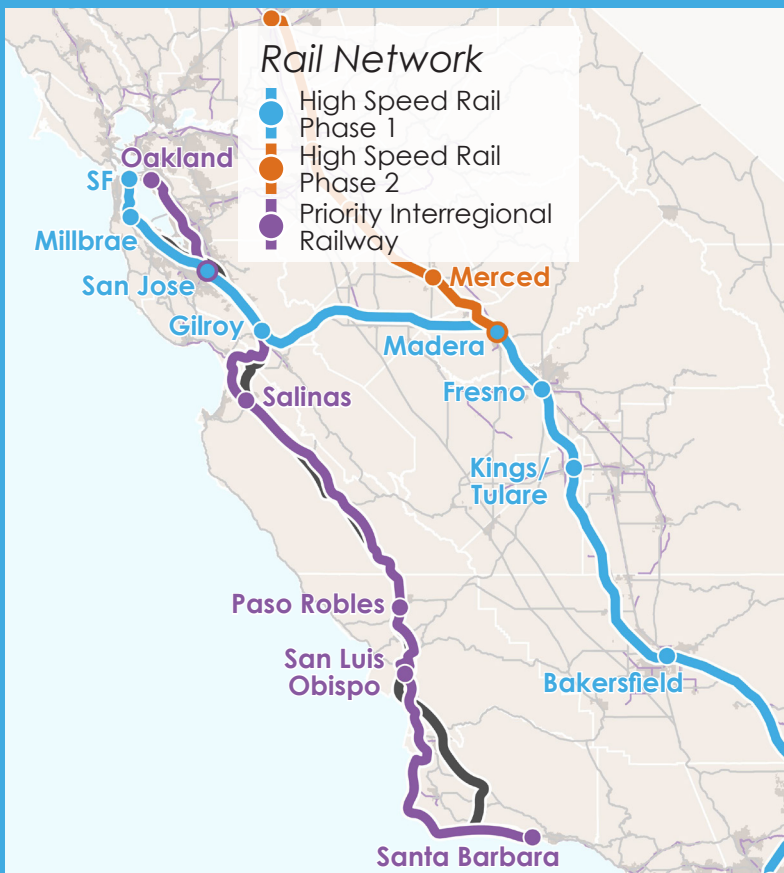 Rail Network
High Speed Rail
Phase 1
High Speed Rail
Phase 2
Priority Interregional
Railway
Oakland
SF
Millbrae
San Jose
Gilroy
Merced
Madera
Salinas
Fresno
Kings/
Tulare
Paso Robles
San Luis
Obispo
Bakersfield
Santa Barbara